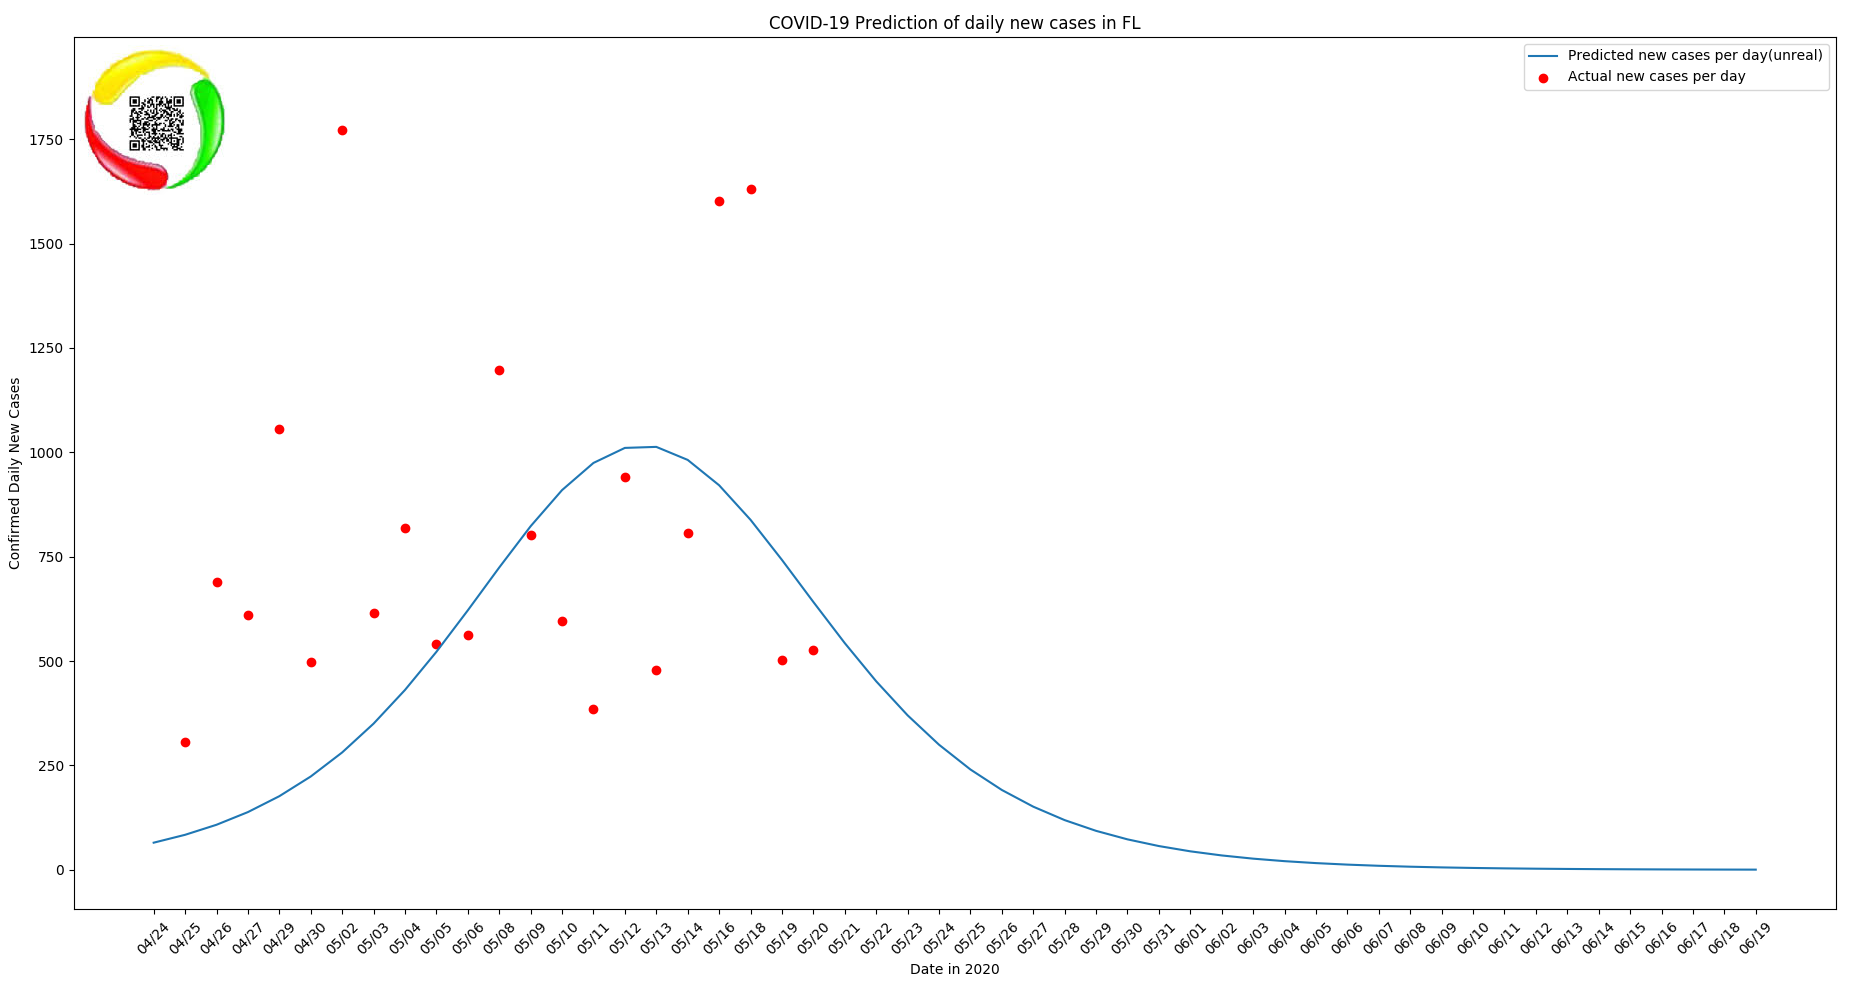 COVID-19 Prediction of daily new cases in FL
Predicted new cases per day(unreal)
Actual new cases per day
Confirmed Daily New Cases
1750
1500
1250
1000
750
500
250
0
04/24 04/25 04/26 04/27 04/29 04/30 05/02 05/03 05/04 05/05 05/06 05/08 05/09 05/10 05/11 05/12 05/13 05/14 05/16 05/18 05/19 05/20 05/21 05/22 05/23 05/24 05/25 05/26 05/27 05/28 05/29 05/30 05/31 06/01 06/02 06/03 06/04 06/05 06/06 06/07 06/08 06/09 06/10 06/11 06/12 06/13 06/14 06/15 06/16 06/17 06/18 06/19
Date in 2020